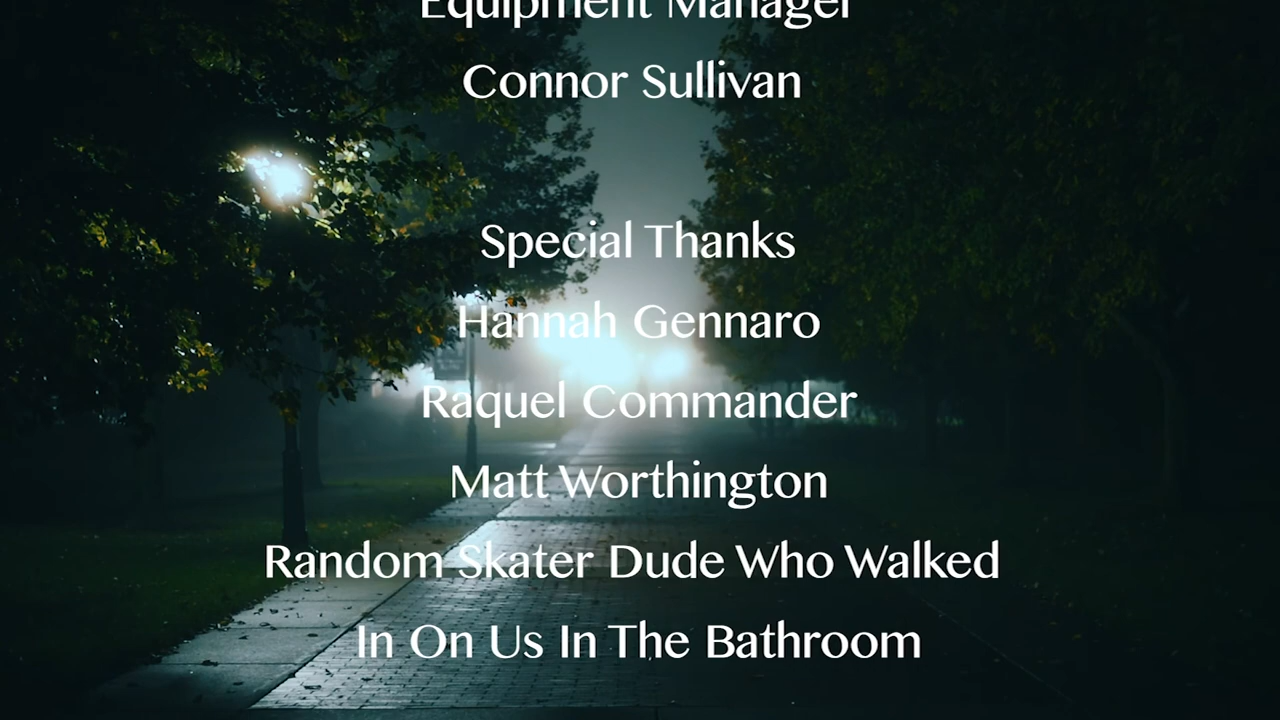 Equipment Manager
Connor Sullivan
Special Thanks
Hannah Gennaro
Raquel Commander
Matt Worthington
Random Skater Dude Who Walked
In On Us In The Bathroom